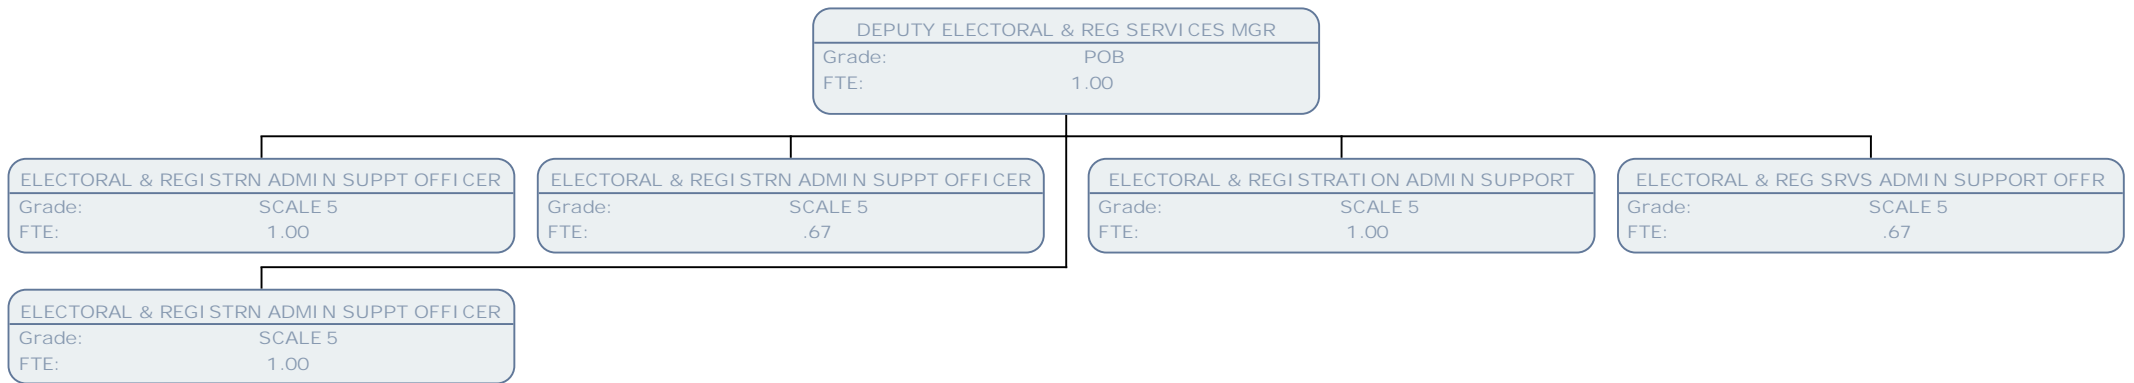 DEPUTY ELECTORAL & REG SERVICES MGR
Grade: POB
FTE: 1.00
ELECTORAL & REGISTRN ADMIN SUPPT OFFICER
Grade: SCALE 5
FTE: 1.00
ELECTORAL & REGISTRN ADMIN SUPPT OFFICER
Grade: SCALE 5
FTE: .67
ELECTORAL & REGISTRATION ADMIN SUPPORT
Grade: SCALE 5
FTE: 1.00
ELECTORAL & REG SRVS ADMIN SUPPORT OFFR
Grade: SCALE 5
FTE: .67
ELECTORAL & REGISTRN ADMIN SUPPT OFFICER
Grade: SCALE 5
FTE: 1.00